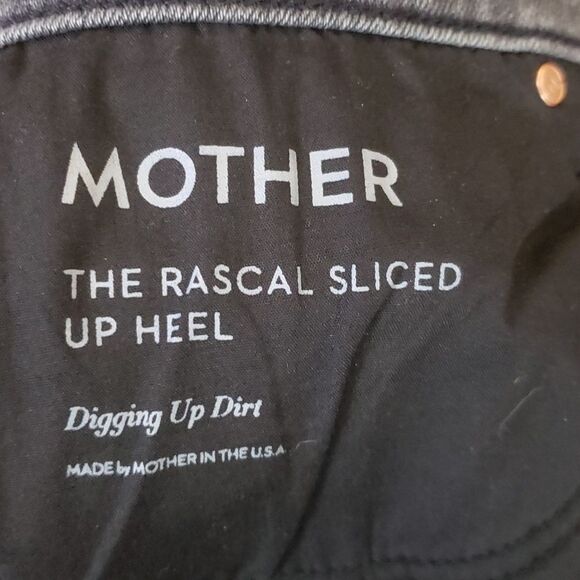 MOTHER
THE RASCAL SLICED
UP HEEL
Digging Up Dirt
MADE by MOTHER IN THE U.S.A